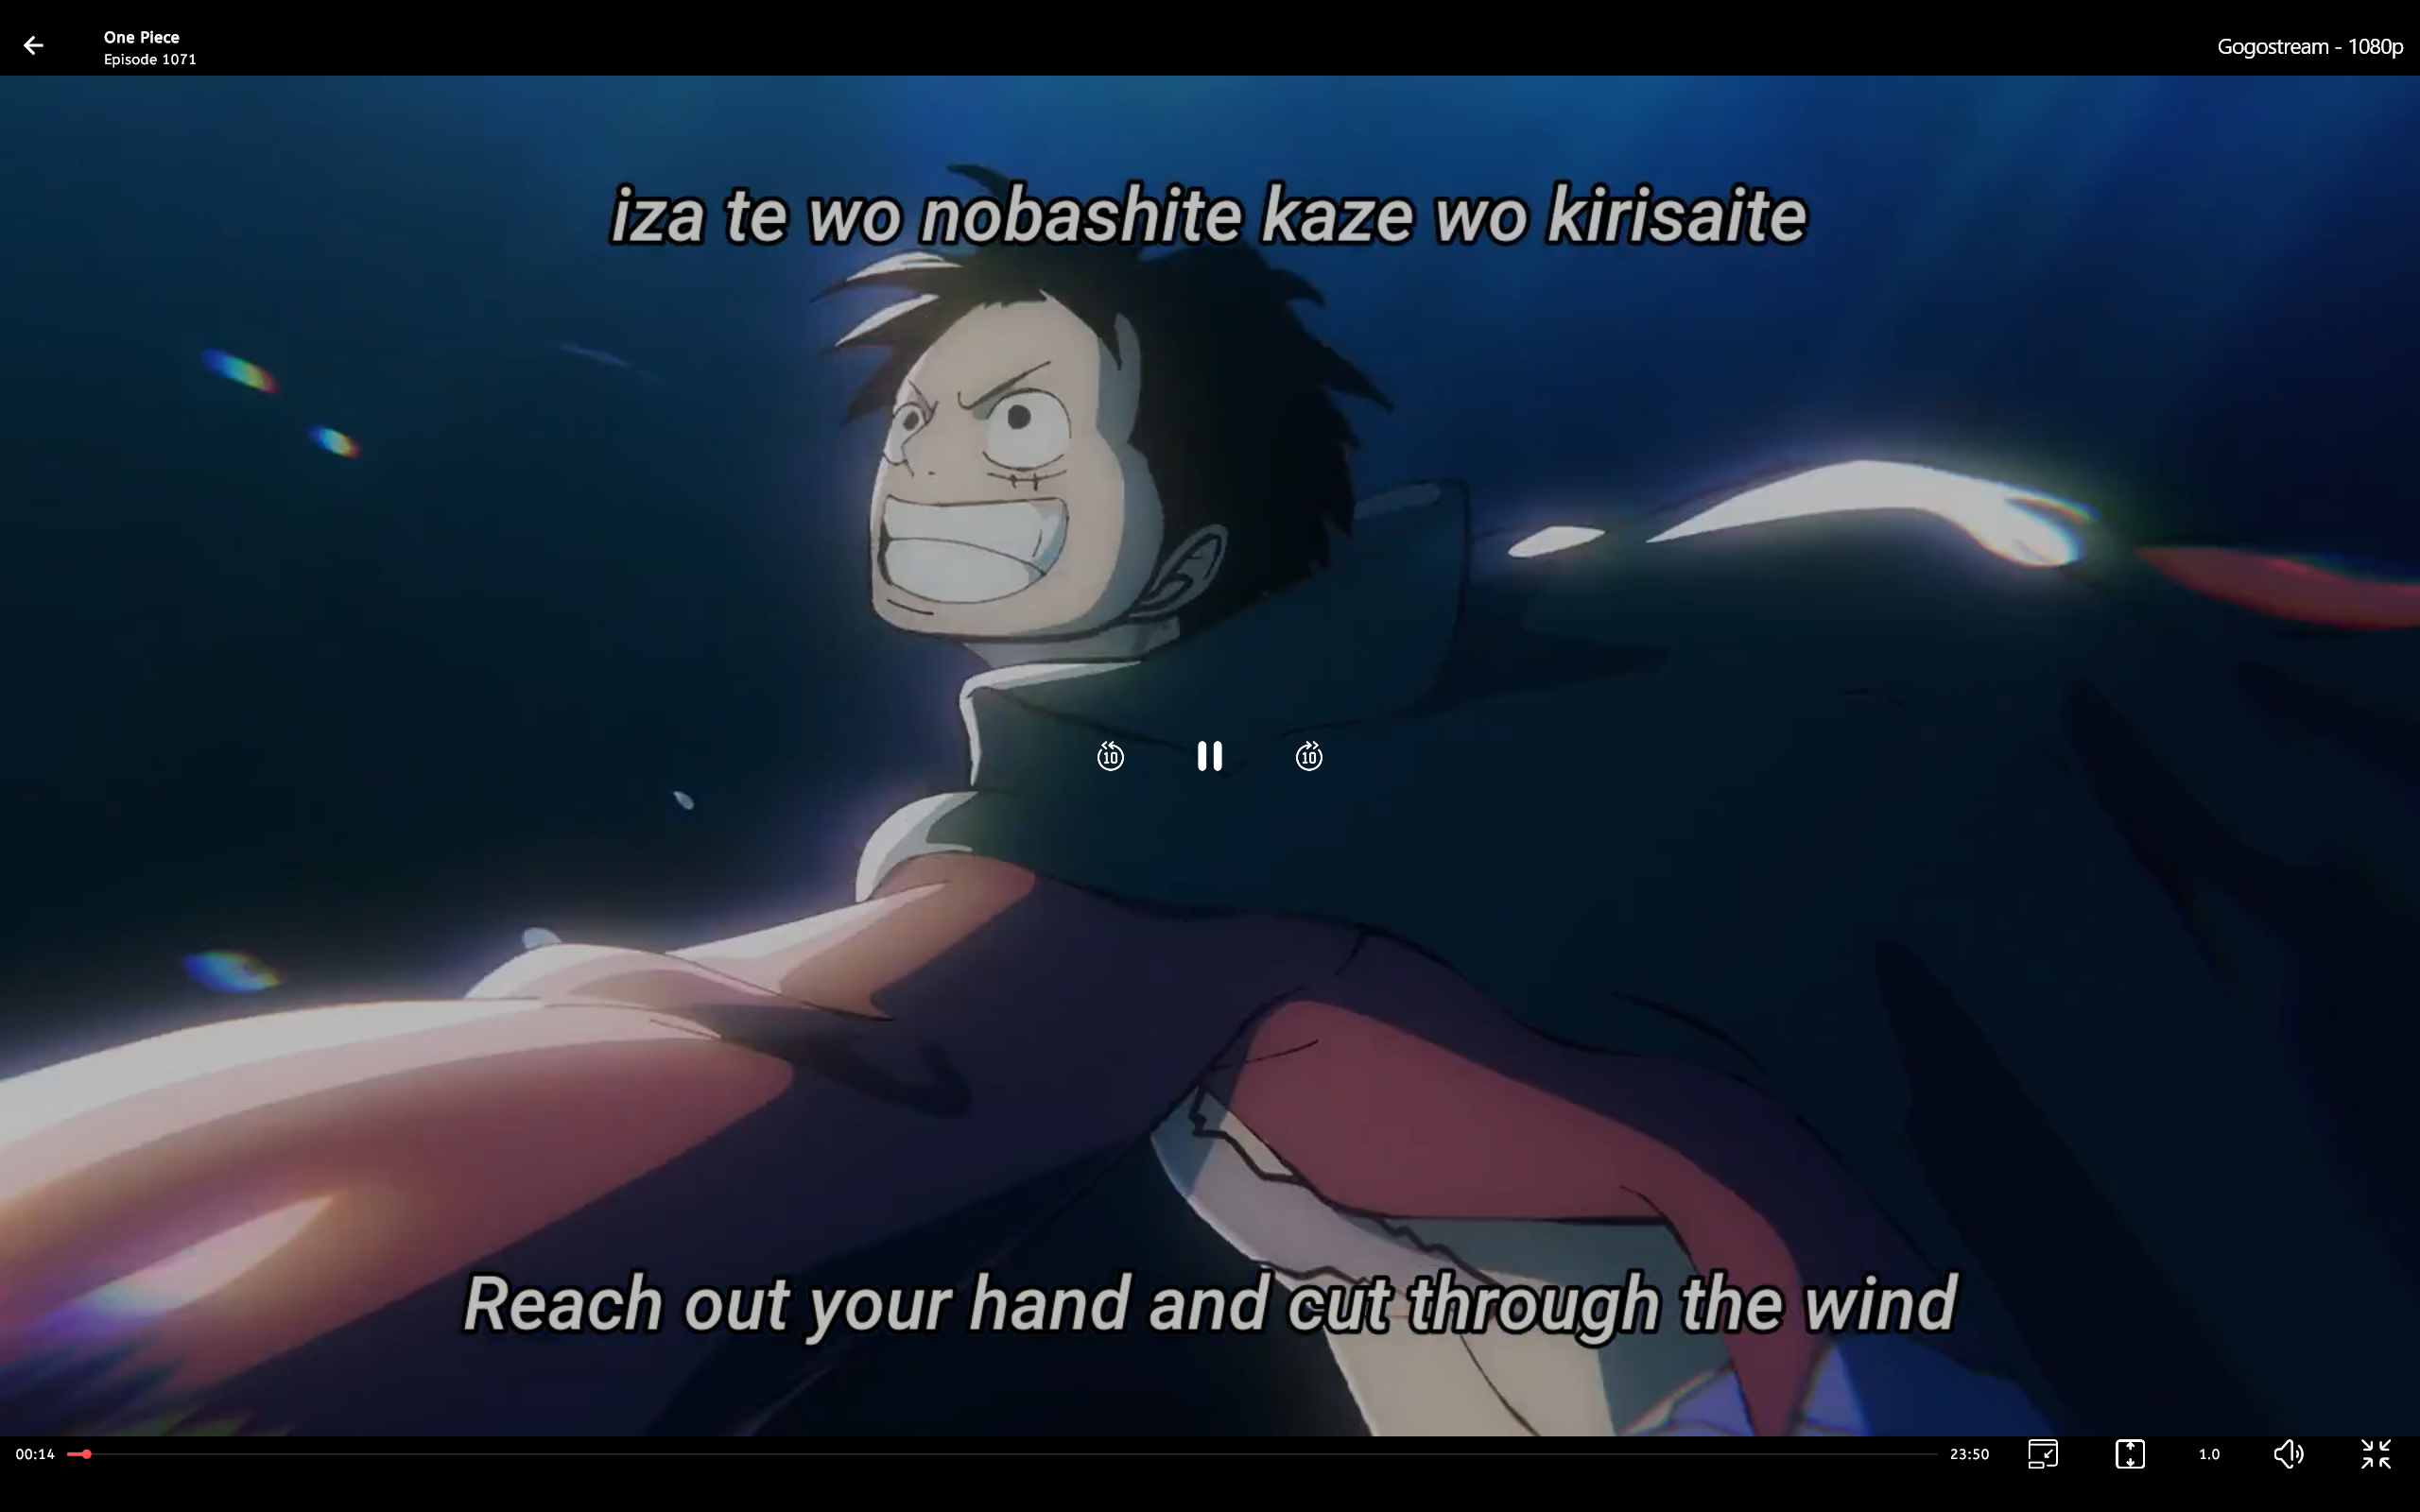 One Piece
Episode 1071
Gogostream - 1080p
iza te wo nobashite kaze wo kirisaite
10
10
Reach out your hand and cut through the wind
00:14
23:50
1.0